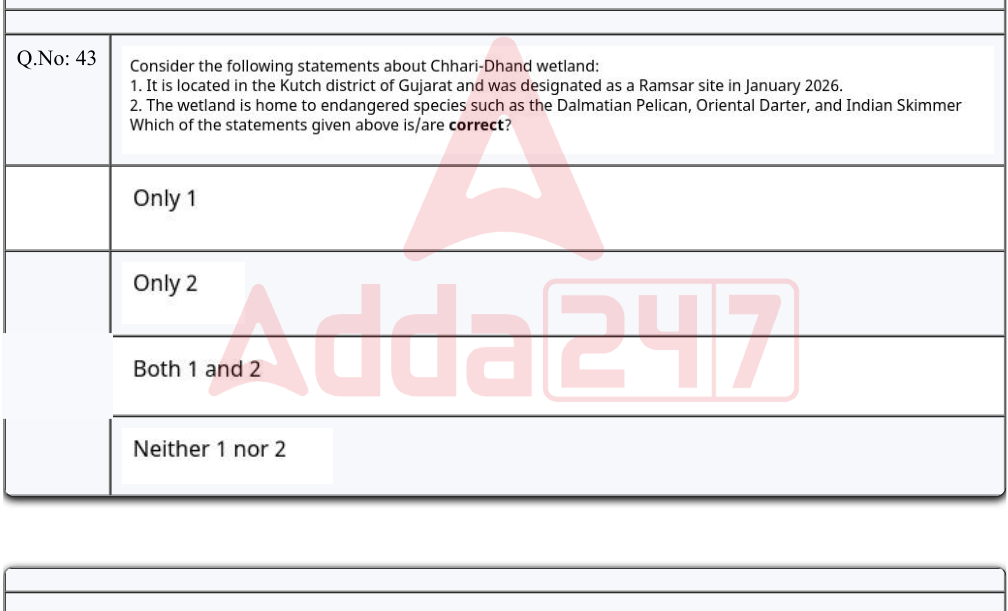 Q.No: 43
Consider the following statements about Chhari-Dhand wetland:
1. It is located in the Kutch district of Gujarat and was designated as a Ramsar site in January 2026.
2. The wetland is home to endangered species such as the Dalmatian Pelican, Oriental Darter, and Indian Skimmer
Which of the statements given above is/are correct?
Only 1
Only 2
Both 1 and 2
Neither 1 nor 2
Adda247